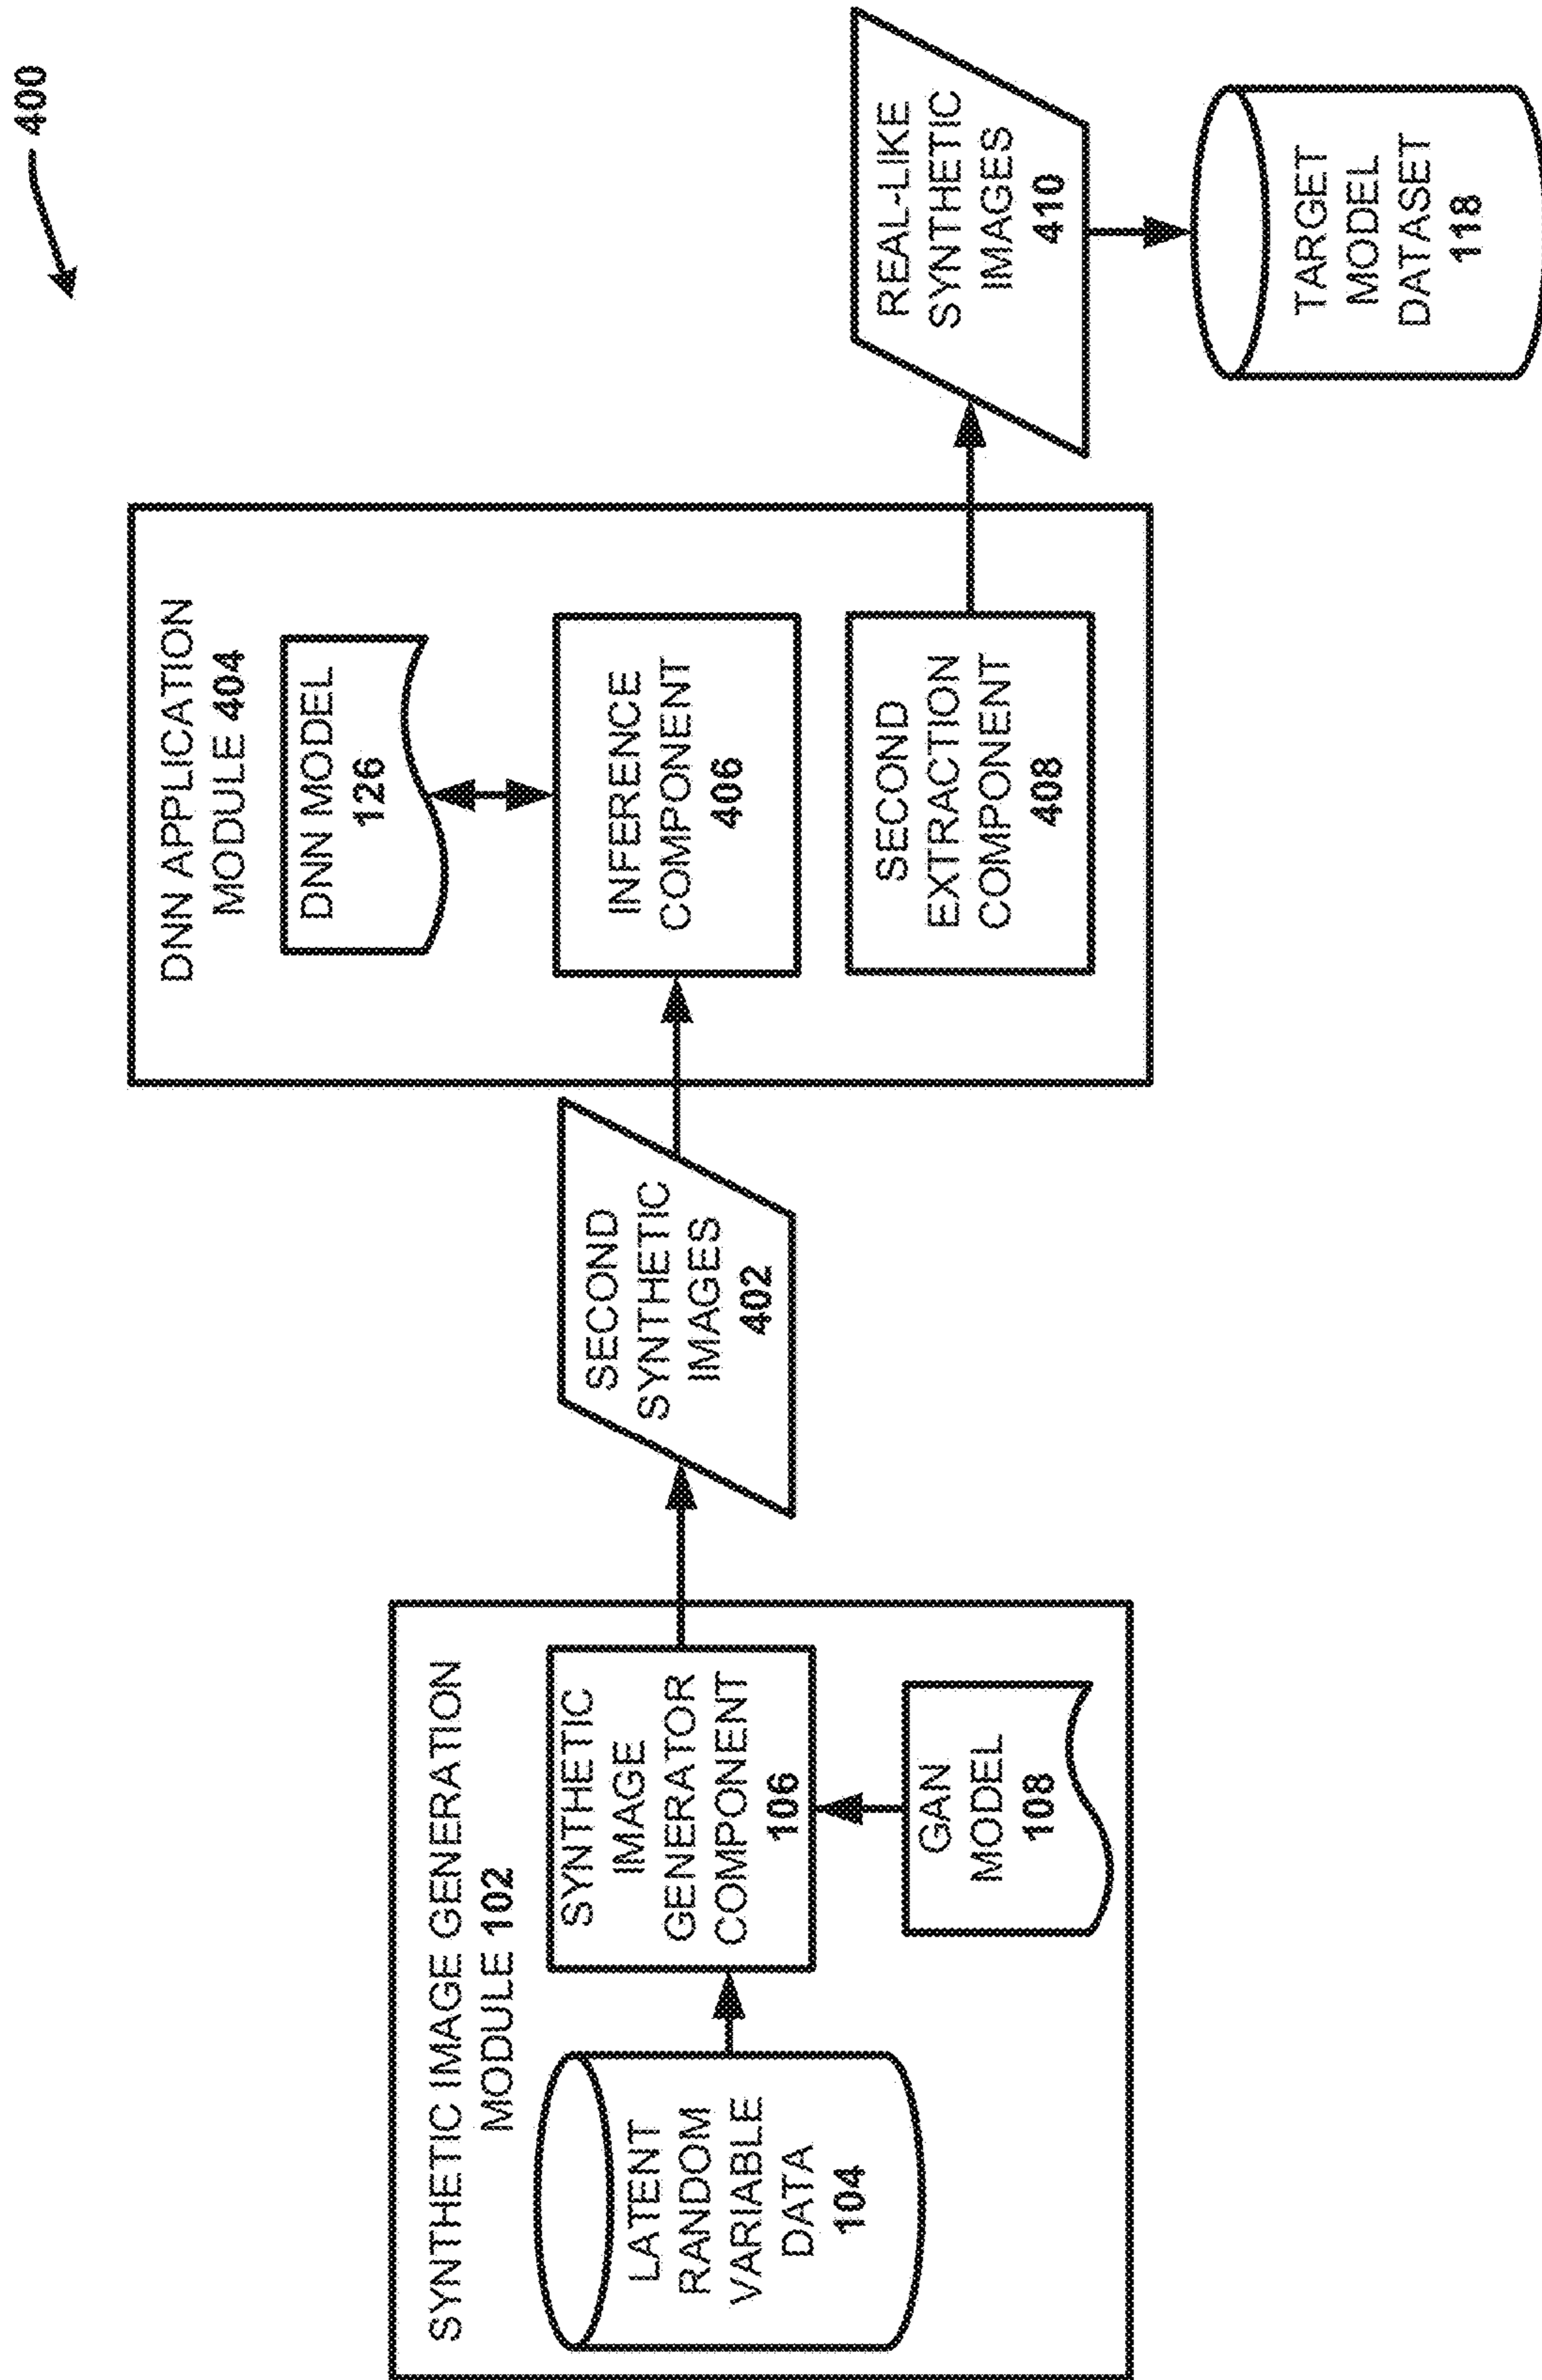 400
SYNTHETIC IMAGE GENERATION
MODULE 102
LATENT
RANDOM
VARIABLE
DATA
104
SYNTHETIC
IMAGE
GENERATOR
COMPONENT
106
GAN
MODEL
108
SECOND
SYNTHETIC
IMAGES
402
DNN APPLICATION
MODULE 404
DNN MODEL
126
INFERENCE
COMPONENT
406
SECOND
EXTRACTION
COMPONENT
408
REAL-LIKE
SYNTHETIC
IMAGES
410
TARGET
MODEL
DATASET
118